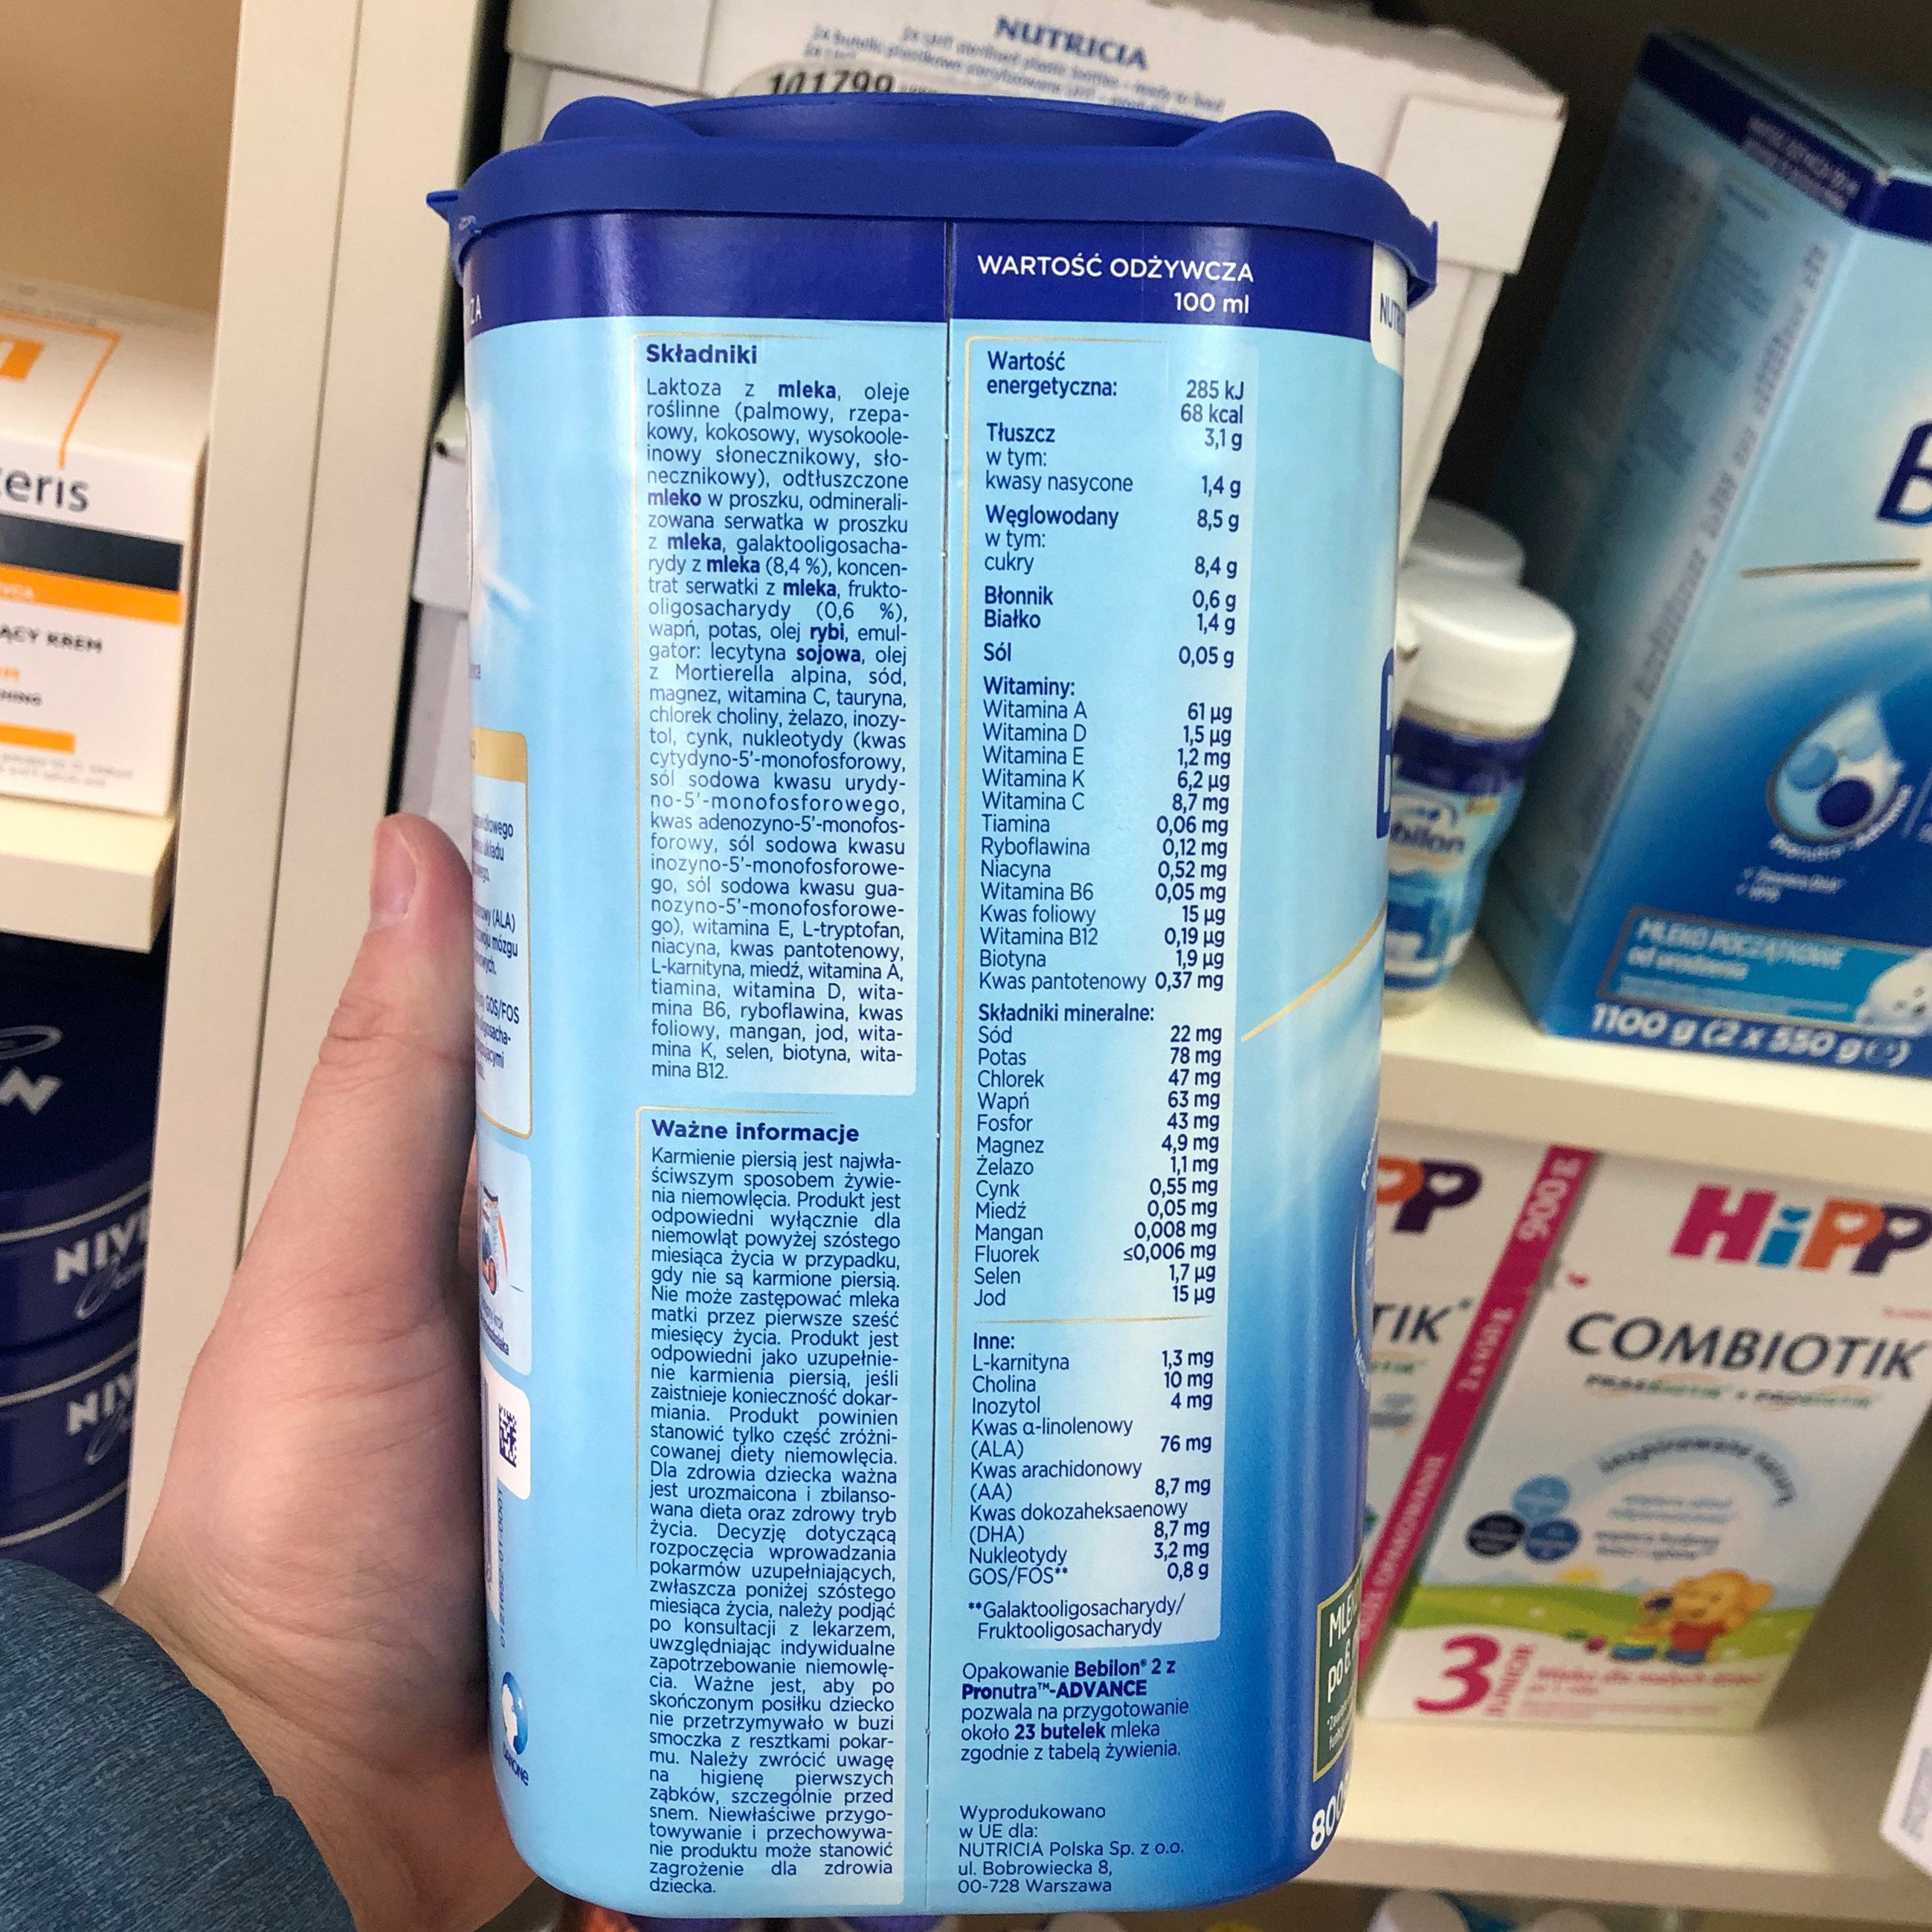 NUTRICIA
101799
WARTOŚĆ ODŻYWCZA
100 ml
Składniki
Laktoza z mleka, oleje
roślinne (palmowy, rzepa-
kowy, kokosowy, wysokoole-
inowy słonecznikowy, sło-
necznikowy), odtłuszczone
mleko w proszku, odminerali-
zowana serwatka w proszku
z mleka, galaktooligosacha-
rydy z mleka (8,4 %), koncen-
trat serwatki z mleka, frukto-
oligosacharydy (0,6 %),
wapń, potas, olej rybi, emul-
gator: lecytyna sojowa, olej
z Mortierella alpina, sód,
magnez, witamina C, tauryna,
chlorek choliny, żelazo, inozy-
tol, cynk, nukleotydy (kwas
cytydyno-5'-monofosforowy,
sól sodowa kwasu urydy-
no-5'-monofosforowego,
kwas adenozyno-5'-monofos-
forowy, sól sodowa kwasu
inozyno-5'-monofosforowe-
go, sól sodowa kwasu gua-
nozyno-5'-monofosforowe-
go), witamina E, L-tryptofan,
niacyna, kwas pantotenowy,
L-karnityna, miedź, witamina A,
tiamina, witamina D, wita-
mina B6, ryboflawina, kwas
foliowy, mangan, jod, wita-
mina K, selen, biotyna, wita-
mina B12.
Ważne informacje
Karmienie piersią jest najwła-
ściwszym sposobem żywie-
nia niemowlęcia. Produkt jest
odpowiedni wyłącznie dla
niemowląt powyżej szóstego
miesiąca życia w przypadku,
gdy nie są karmione piersią.
Nie może zastępować mleka
matki przez pierwsze sześć
miesięcy życia. Produkt jest
odpowiedni jako uzupełnie-
nie karmienia piersią, jeśli
zaistnieje konieczność dokar-
miania. Produkt powinien
stanowić tylko część zróżni-
cowanej diety niemowlęcia.
Dla zdrowia dziecka ważna
jest urozmaicona i zbilanso-
wana dieta oraz zdrowy tryb
życia. Decyzję dotyczącą
rozpoczęcia wprowadzania
pokarmów uzupełniających,
zwłaszcza poniżej szóstego
miesiąca życia, należy podjąć
po konsultacji z lekarzem,
uwzględniając indywidualne
zapotrzebowanie niemowlę-
cia. Ważne jest, aby po
skończonym posiłku dziecko
nie przetrzymywało w buzi
smoczka z resztkami pokar-
mu. Należy zwrócić uwagę
na higienę pierwszych
ząbków, szczególnie przed
snem. Niewłaściwe przygo-
towywanie i przechowywa-
nie produktu może stanowić
zagrożenie dla zdrowia
dziecka.
Wartość
energetyczna: 285 kJ
68 kcal
Tłuszcz 3,1 g
w tym:
kwasy nasycone 1,4 g
Węglowodany 8,5 g
w tym:
cukry 8,4 g
Błonnik 0,6 g
Białko 1,4 g
Sól 0,05 g
Witaminy:
Witamina A 61 µg
Witamina D 1,5 µg
Witamina E 1,2 mg
Witamina K 6,2 µg
Witamina C 8,7 mg
Tiamina 0,06 mg
Ryboflawina 0,12 mg
Niacyna 0,52 mg
Witamina B6 0,05 mg
Kwas foliowy 15 µg
Witamina B12 0,19 µg
Biotyna 1,9 µg
Kwas pantotenowy 0,37 mg
Składniki mineralne:
Sód 22 mg
Potas 78 mg
Chlorek 47 mg
Wapń 63 mg
Fosfor 43 mg
Magnez 4,9 mg
Żelazo 1,1 mg
Cynk 0,55 mg
Miedź 0,05 mg
Mangan 0,008 mg
Fluorek ≤0,006 mg
Selen 1,7 µg
Jod 15 µg
Inne:
L-karnityna 1,3 mg
Cholina 10 mg
Inozytol 4 mg
Kwas α-linolenowy
(ALA) 76 mg
Kwas arachidonowy
(AA) 8,7 mg
Kwas dokozaheksaenowy
(DHA) 8,7 mg
Nukleotydy 3,2 mg
GOS/FOS** 0,8 g
**Galaktooligosacharydy/
Fruktooligosacharydy
Opakowanie Bebilon® 2 z
Pronutra™-ADVANCE
pozwala na przygotowanie
około 23 butelek mleka
zgodnie z tabelą żywienia.
Wyprodukowano
w UE dla:
NUTRICIA Polska Sp. z o.o.
ul. Bobrowiecka 8,
00-728 Warszawa
DANONE
(ALA)
mózgu
GOS/FOS
po 6
800
MLEKO POCZĄTKOWE
od urodzenia
1100 g (2 x 550 g e)
HiPP
COMBIOTIK
3 JUNIOR
600g
KREM